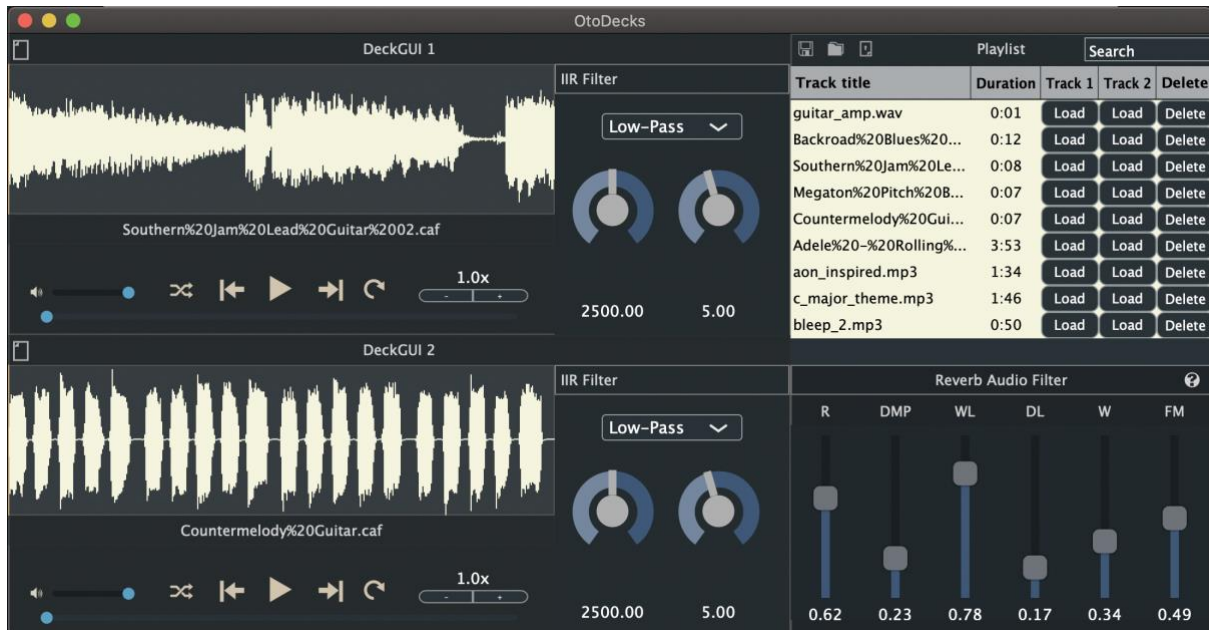 OtoDecks
DeckGUI 1
IIR Filter
Low-Pass
Southern%20Jam%20Lead%20Guitar%2002.caf
1.0x
- +
2500.00 5.00
DeckGUI 2
IIR Filter
Low-Pass
Countermelody%20Guitar.caf
1.0x
- +
2500.00 5.00
Playlist Search
Track title Duration Track 1 Track 2 Delete
guitar_amp.wav 0:01 Load Load Delete
Backroad%20Blues%20... 0:12 Load Load Delete
Southern%20Jam%20Le... 0:08 Load Load Delete
Megaton%20Pitch%20B... 0:07 Load Load Delete
Countermelody%20Gui... 0:07 Load Load Delete
Adele%20-%20Rolling%... 3:53 Load Load Delete
aon_inspired.mp3 1:34 Load Load Delete
c_major_theme.mp3 1:46 Load Load Delete
bleep_2.mp3 0:50 Load Load Delete
Reverb Audio Filter ?
R DMP WL DL W FM
0.62 0.23 0.78 0.17 0.34 0.49